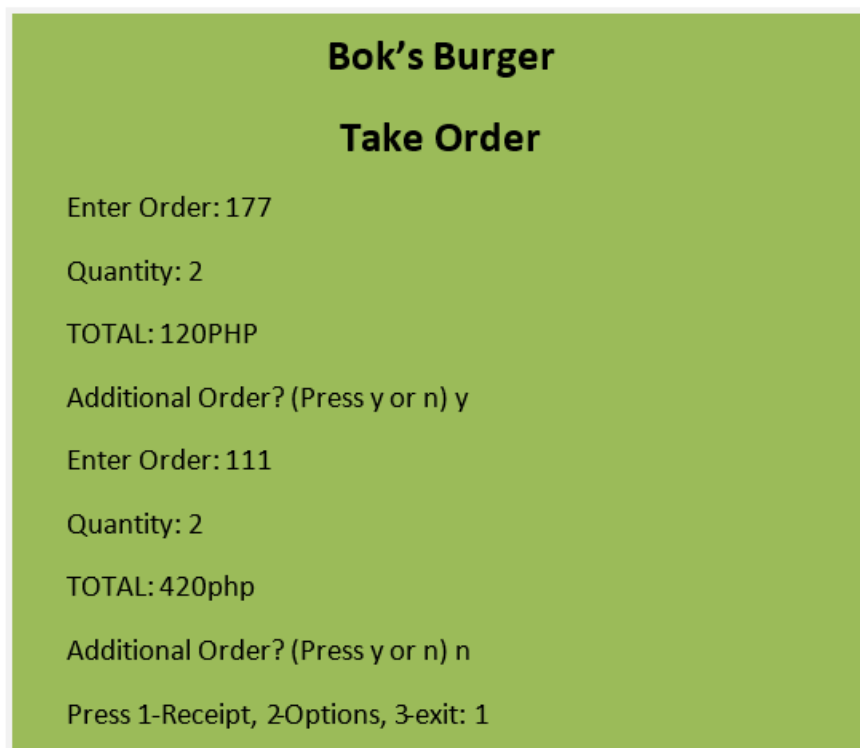 Bok’s Burger
Take Order
Enter Order: 177
Quantity: 2
TOTAL: 120PHP
Additional Order? (Press y or n) y
Enter Order: 111
Quantity: 2
TOTAL: 420php
Additional Order? (Press y or n) n
Press 1-Receipt, 2-Options, 3-exit: 1